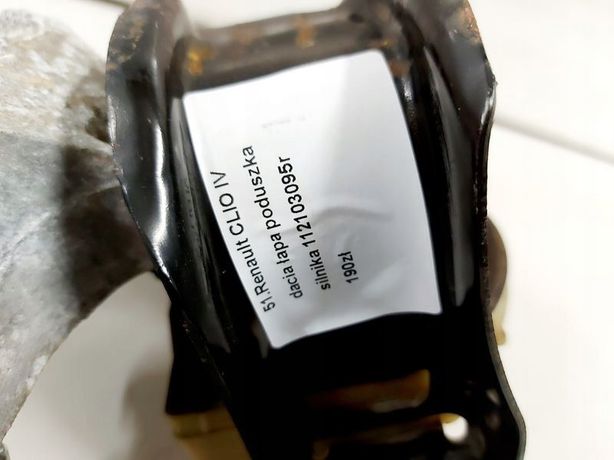 51.Renault CLIO IV
dacia łapa poduszka
silnika 112103095r
190zł